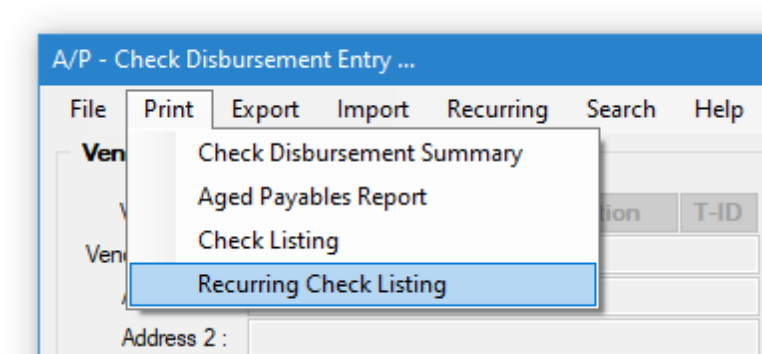 A/P - Check Disbursement Entry ...
File Print Export Import Recurring Search Help
Check Disbursement Summary
Aged Payables Report
T-ID
Check Listing
Recurring Check Listing
Address 2 :